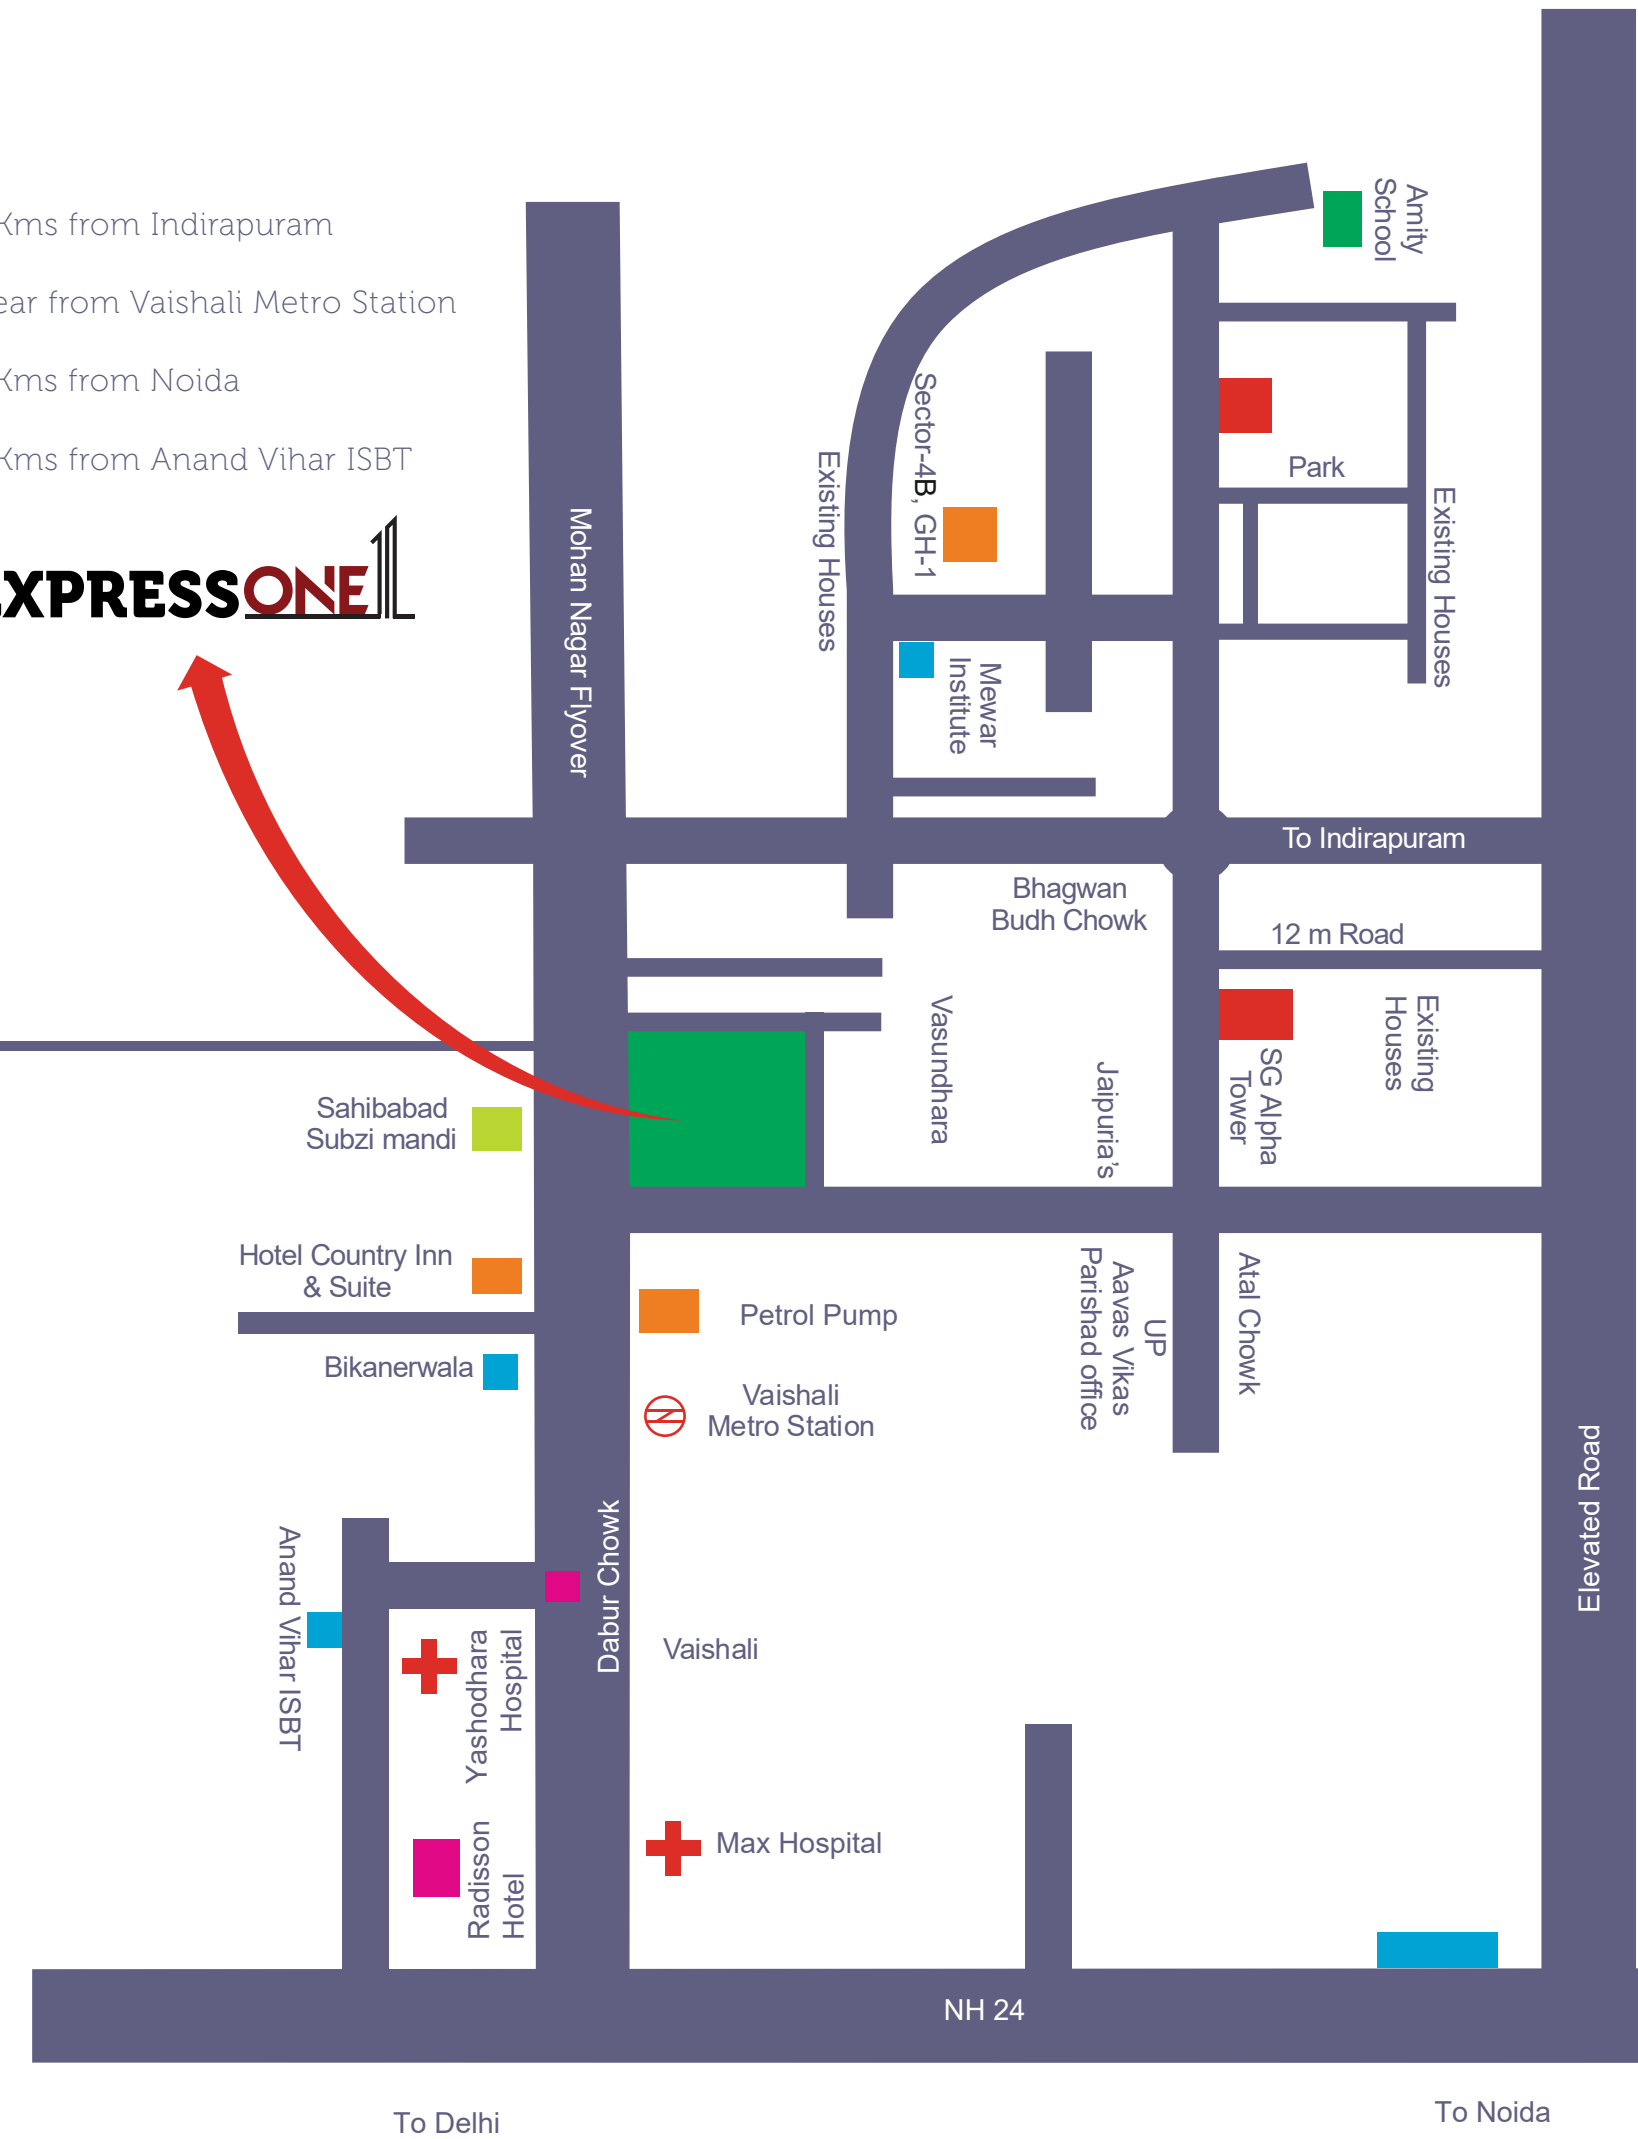 Kms from Indirapuram
ear from Vaishali Metro Station
Kms from Noida
Kms from Anand Vihar ISBT
EXPRESSONE
Mohan Nagar Flyover
Amity
School
Sector-4B, GH-1
Existing Houses
Park
Existing Houses
Mewar
Institute
To Indirapuram
Bhagwan
Budh Chowk
12 m Road
Vasundhara
Jaipuria's
SG Alpha
Tower
Existing
Houses
Sahibabad
Subzi mandi
Hotel Country Inn
& Suite
Bikanerwala
Petrol Pump
Vaishali
Metro Station
UP
Aavas Vikas
Parishad office
Atal Chowk
Anand Vihar ISBT
Yashodhara
Hospital
Dabur Chowk
Vaishali
Elevated Road
Radisson
Hotel
Max Hospital
NH 24
To Delhi
To Noida